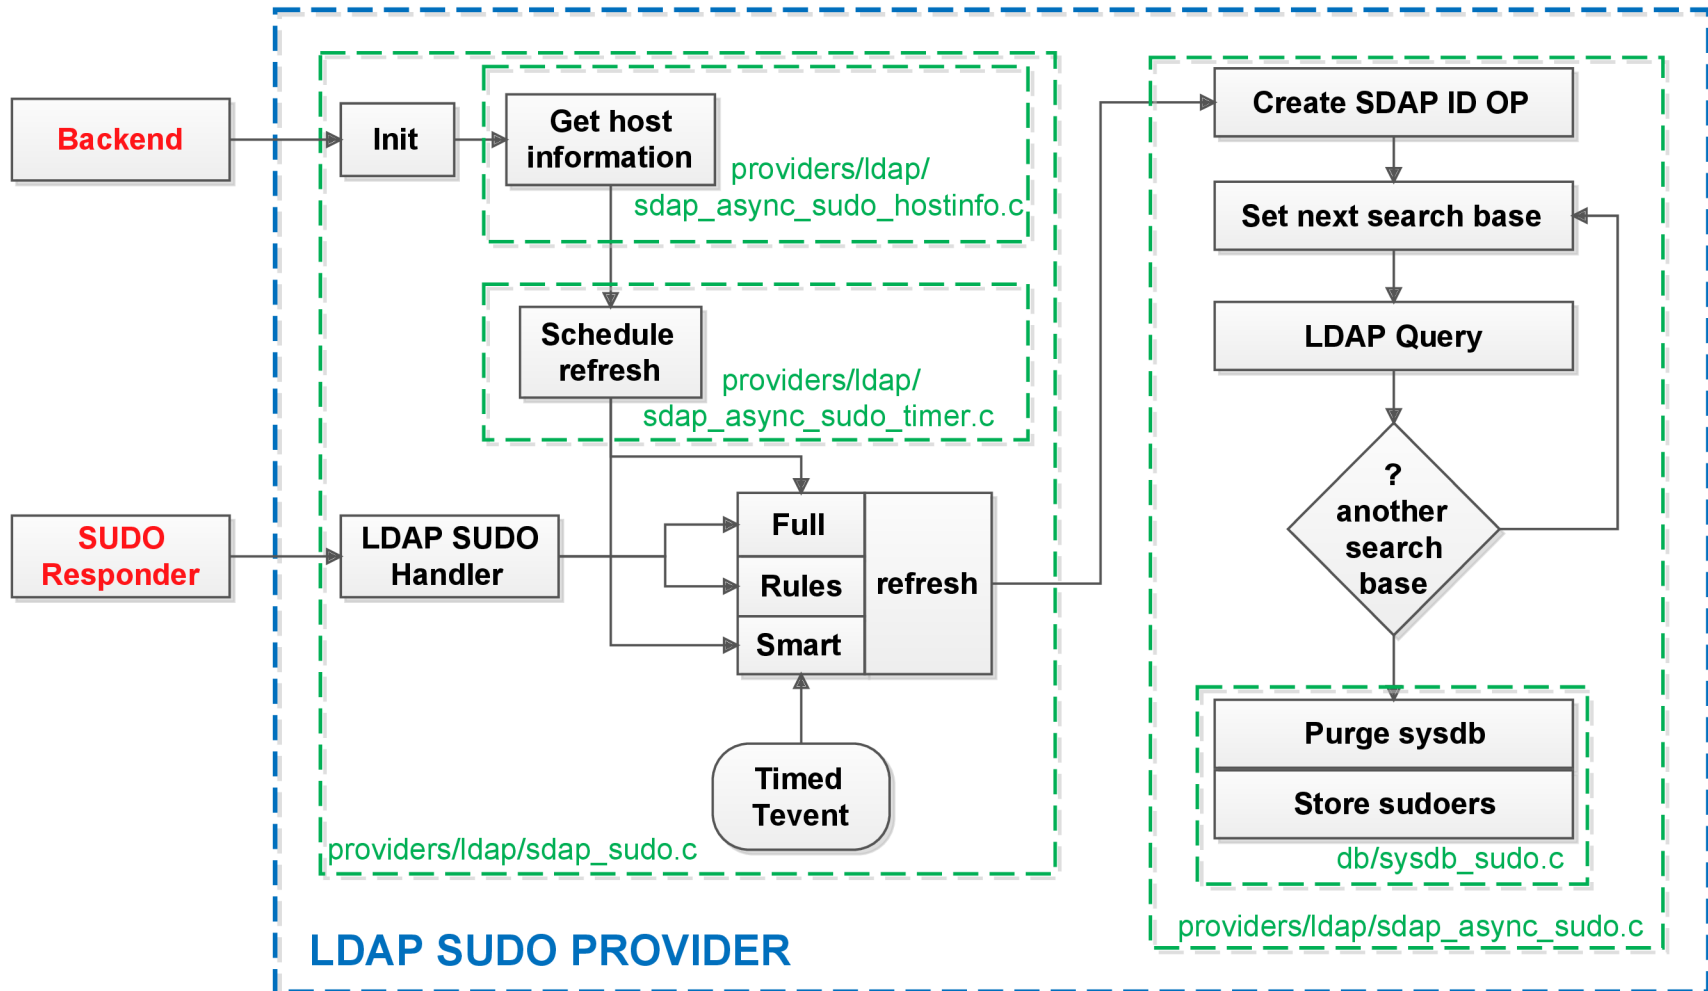 Backend
Init
Get host
information
providers/ldap/
sdap_async_sudo_hostinfo.c
Schedule
refresh
providers/ldap/
sdap_async_sudo_timer.c
SUDO
Responder
LDAP SUDO
Handler
Full
Rules
Smart
refresh
Timed
Tevent
providers/ldap/sdap_sudo.c
Create SDAP ID OP
Set next search base
LDAP Query
?
another
search
base
Purge sysdb
Store sudoers
db/sysdb_sudo.c
providers/ldap/sdap_async_sudo.c
LDAP SUDO PROVIDER